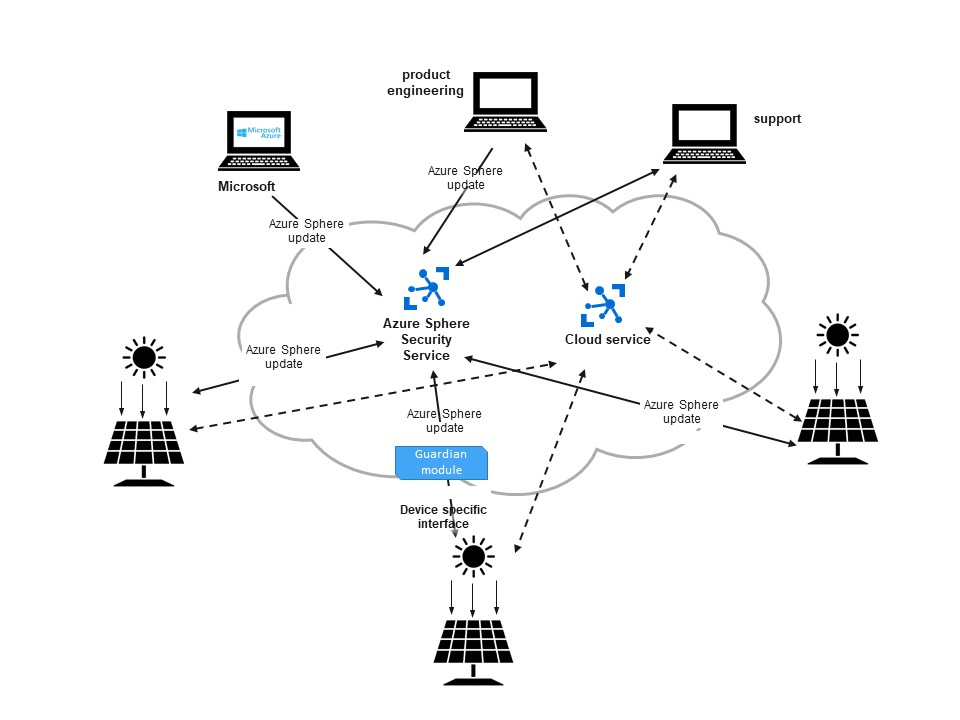 product
engineering
support
Microsoft
Azure
Microsoft
Azure Sphere
update
Azure Sphere
update
Azure Sphere
Security
Service
Cloud service
Azure Sphere
update
Azure Sphere
update
Azure Sphere
update
Guardian
module
Device specific
interface